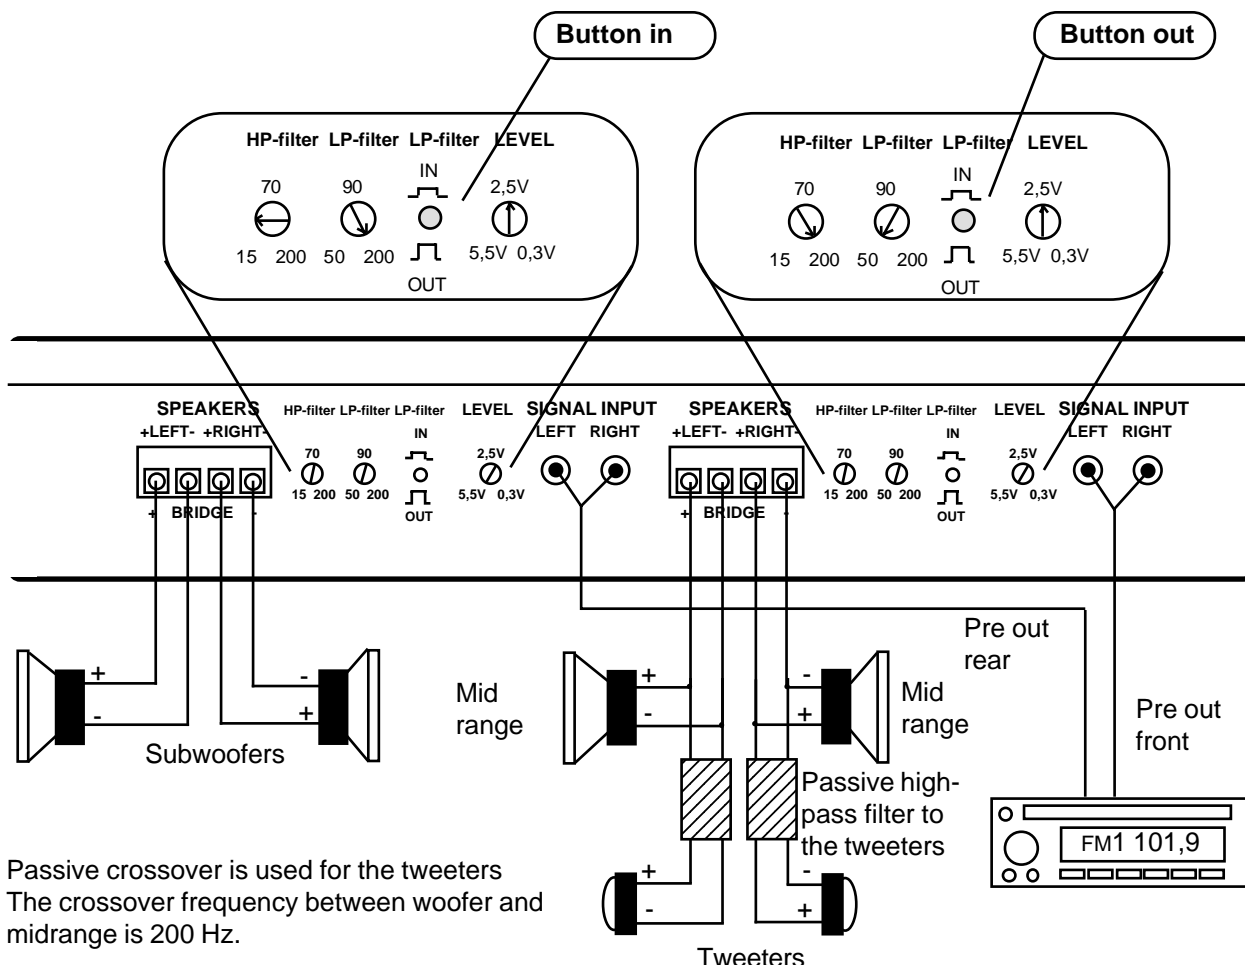 Button in
Button out
HP-filter LP-filter LP-filter LEVEL
IN
70 90 2,5V
15 200 50 200 5,5V 0,3V
OUT
HP-filter LP-filter LP-filter LEVEL
IN
70 90 2,5V
15 200 50 200 5,5V 0,3V
OUT
SPEAKERS HP-filter LP-filter LP-filter LEVEL SIGNAL INPUT
+LEFT- +RIGHT- IN LEFT RIGHT
70 90 2,5V
15 200 50 200 5,5V 0,3V
+ BRIDGE - OUT
SPEAKERS HP-filter LP-filter LP-filter LEVEL SIGNAL INPUT
+LEFT- +RIGHT- IN LEFT RIGHT
70 90 2,5V
15 200 50 200 5,5V 0,3V
+ BRIDGE - OUT
+ -
- +
Subwoofers
Mid
range
+ -
- +
Mid
range
Pre out
rear
Pre out
front
Passive high-
pass filter to
the tweeters
FM1 101,9
+ -
- +
Tweeters
Passive crossover is used for the tweeters
The crossover frequency between woofer and
midrange is 200 Hz.